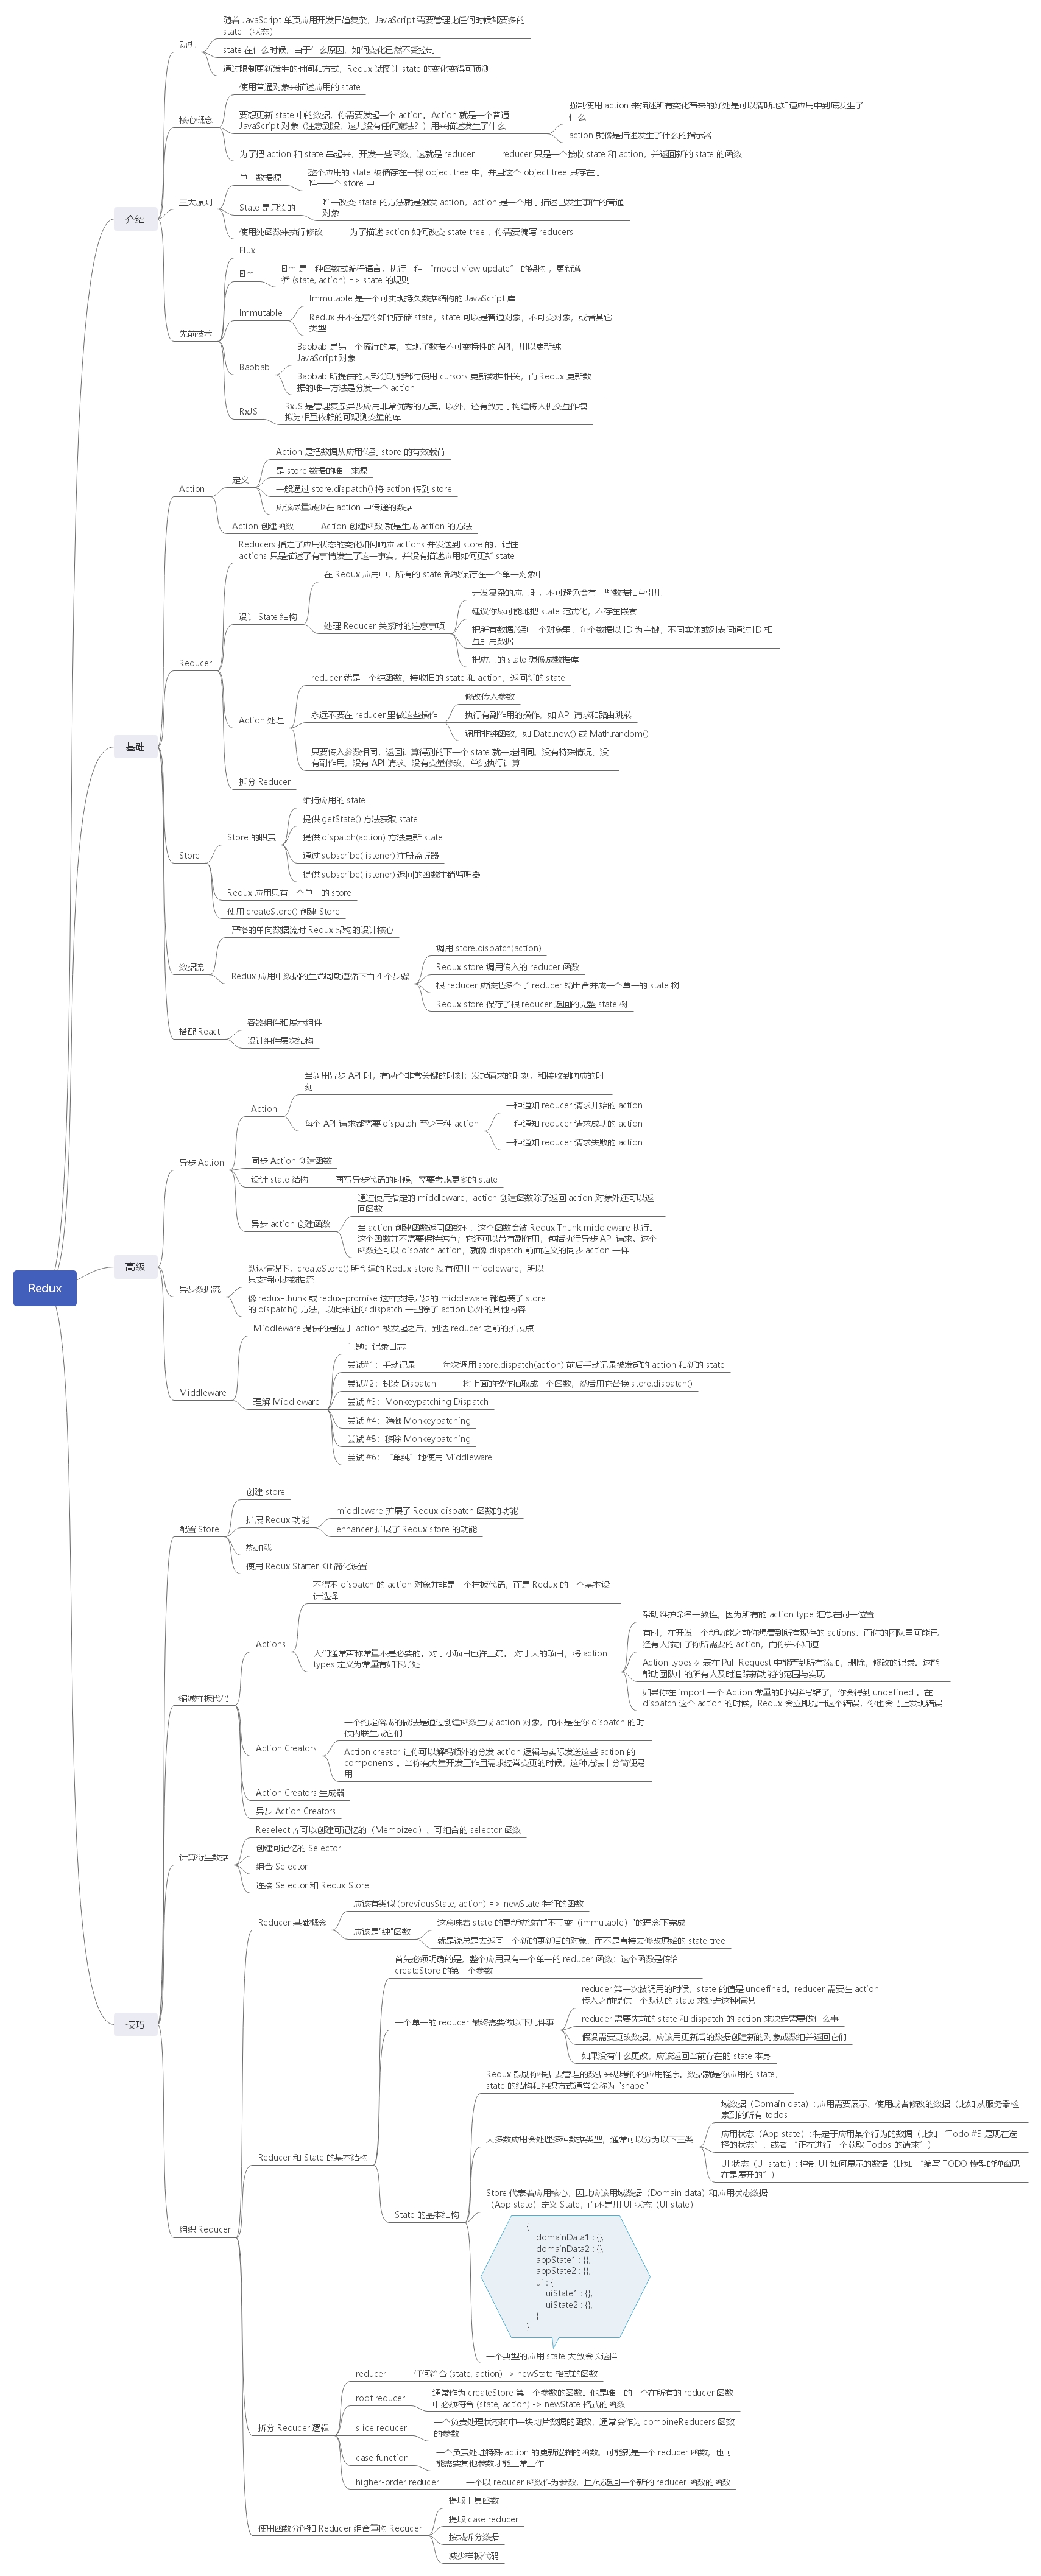 Redux
介绍
动机
随着 JavaScript 单页应用开发日趋复杂，JavaScript 需要管理比任何时候都要多的
state （状态）
state 在什么时候，由于什么原因，如何变化已然不受控制
通过限制更新发生的时间和方式，Redux 试图让 state 的变化变得可预测
核心概念
使用普通对象来描述应用的 state
要想更新 state 中的数据，你需要发起一个 action。Action 就是一个普通
JavaScript 对象（注意到没，这儿没有任何魔法？）用来描述发生了什么
强制使用 action 来描述所有变化带来的好处是可以清晰地知道应用中到底发生了
什么
action 就像是描述发生了什么的指示器
为了把 action 和 state 串起来，开发一些函数，这就是 reducer
reducer 只是一个接收 state 和 action，并返回新的 state 的函数
三大原则
单一数据源
整个应用的 state 被储存在一棵 object tree 中，并且这个 object tree 只存在于
唯一一个 store 中
State 是只读的
唯一改变 state 的方法就是触发 action，action 是一个用于描述已发生事件的普通
对象
使用纯函数来执行修改
为了描述 action 如何改变 state tree ，你需要编写 reducers
先前技术
Flux
Elm
Elm 是一种函数式编程语言，执行一种 “model view update” 的架构 ，更新遵
循 (state, action) => state 的规则
Immutable
Immutable 是一个可实现持久数据结构的 JavaScript 库
Redux 并不在意你如何存储 state，state 可以是普通对象，不可变对象，或者其它
类型
Baobab
Baobab 是另一个流行的库，实现了数据不可变特性的 API，用以更新纯
JavaScript 对象
Baobab 所提供的大部分功能都与使用 cursors 更新数据相关，而 Redux 更新数
据的唯一方法是分发一个 action
RxJS
RxJS 是管理复杂异步应用非常优秀的方案。以外，还有致力于构建将人机交互作模
拟为相互依赖的可观测变量的库
基础
Action
定义
Action 是把数据从应用传到 store 的有效载荷
是 store 数据的唯一来源
一般通过 store.dispatch() 将 action 传到 store
应该尽量减少在 action 中传递的数据
Action 创建函数
Action 创建函数 就是生成 action 的方法
Reducer
Reducers 指定了应用状态的变化如何响应 actions 并发送到 store 的，记住
actions 只是描述了有事情发生了这一事实，并没有描述应用如何更新 state
设计 State 结构
在 Redux 应用中，所有的 state 都被保存在一个单一对象中
处理 Reducer 关系时的注意事项
开发复杂的应用时，不可避免会有一些数据相互引用
建议你尽可能地把 state 范式化，不存在嵌套
把所有数据放到一个对象里，每个数据以 ID 为主键，不同实体或列表间通过 ID 相
互引用数据
把应用的 state 想像成数据库
Action 处理
reducer 就是一个纯函数，接收旧的 state 和 action，返回新的 state
永远不要在 reducer 里做这些操作
修改传入参数
执行有副作用的操作，如 API 请求和路由跳转
调用非纯函数，如 Date.now() 或 Math.random()
只要传入参数相同，返回计算得到的下一个 state 就一定相同。没有特殊情况、没
有副作用，没有 API 请求、没有变量修改，单纯执行计算
拆分 Reducer
Store
Store 的职责
维持应用的 state
提供 getState() 方法获取 state
提供 dispatch(action) 方法更新 state
通过 subscribe(listener) 注册监听器
提供 subscribe(listener) 返回的函数注销监听器
Redux 应用只有一个单一的 store
使用 createStore() 创建 Store
数据流
严格的单向数据流时 Redux 架构的设计核心
Redux 应用中数据的生命周期遵循下面 4 个步骤
调用 store.dispatch(action)
Redux store 调用传入的 reducer 函数
根 reducer 应该把多个子 reducer 输出合并成一个单一的 state 树
Redux store 保存了根 reducer 返回的完整 state 树
搭配 React
容器组件和展示组件
设计组件层次结构
高级
异步 Action
Action
当调用异步 API 时，有两个非常关键的时刻：发起请求的时刻，和接收到响应的时
刻
每个 API 请求都需要 dispatch 至少三种 action
一种通知 reducer 请求开始的 action
一种通知 reducer 请求成功的 action
一种通知 reducer 请求失败的 action
同步 Action 创建函数
设计 state 结构
再写异步代码的时候，需要考虑更多的 state
异步 action 创建函数
通过使用指定的 middleware，action 创建函数除了返回 action 对象外还可以返
回函数
当 action 创建函数返回函数时，这个函数会被 Redux Thunk middleware 执行。
这个函数并不需要保持纯净；它还可以带有副作用，包括执行异步 API 请求。这个
函数还可以 dispatch action，就像 dispatch 前面定义的同步 action 一样
异步数据流
默认情况下，createStore() 所创建的 Redux store 没有使用 middleware，所以
只支持同步数据流
像 redux-thunk 或 redux-promise 这样支持异步的 middleware 都包装了 store
的 dispatch() 方法，以此来让你 dispatch 一些除了 action 以外的其他内容
Middleware
Middleware 提供的是位于 action 被发起之后，到达 reducer 之前的扩展点
理解 Middleware
问题：记录日志
尝试#1：手动记录
每次调用 store.dispatch(action) 前后手动记录被发起的 action 和新的 state
尝试#2：封装 Dispatch
将上面的操作抽取成一个函数，然后用它替换 store.dispatch()
尝试 #3：Monkeypatching Dispatch
尝试 #4：隐藏 Monkeypatching
尝试 #5：移除 Monkeypatching
尝试 #6：“单纯”地使用 Middleware
技巧
配置 Store
创建 store
扩展 Redux 功能
middleware 扩展了 Redux dispatch 函数的功能
enhancer 扩展了 Redux store 的功能
热加载
使用 Redux Starter Kit 简化设置
缩减样板代码
Actions
不得不 dispatch 的 action 对象并非是一个样板代码，而是 Redux 的一个基本设
计选择
人们通常声称常量不是必要的。对于小项目也许正确。 对于大的项目，将 action
types 定义为常量有如下好处
帮助维护命名一致性，因为所有的 action type 汇总在同一位置
有时，在开发一个新功能之前你想看到所有现存的 actions。而你的团队里可能已
经有人添加了你所需要的 action，而你并不知道
Action types 列表在 Pull Request 中能查到所有添加，删除，修改的记录。这能
帮助团队中的所有人及时追踪新功能的范围与实现
如果你在 import 一个 Action 常量的时候拼写错了，你会得到 undefined 。在
dispatch 这个 action 的时候，Redux 会立即抛出这个错误，你也会马上发现错误
Action Creators
一个约定俗成的做法是通过创建函数生成 action 对象，而不是在你 dispatch 的时
候内联生成它们
Action creator 让你可以解耦额外的分发 action 逻辑与实际发送这些 action 的
components 。当你有大量开发工作且需求经常变更的时候，这种方法十分简便易
用
Action Creators 生成器
异步 Action Creators
计算衍生数据
Reselect 库可以创建可记忆的（Memoized）、可组合的 selector 函数
创建可记忆的 Selector
组合 Selector
连接 Selector 和 Redux Store
组织 Reducer
Reducer 基础概念
应该有类似 (previousState, action) => newState 特征的函数
应该是"纯"函数
这意味着 state 的更新应该在"不可变（immutable）"的理念下完成
就是说总是去返回一个新的更新后的对象，而不是直接去修改原始的 state tree
Reducer 和 State 的基本结构
首先必须明确的是，整个应用只有一个单一的 reducer 函数：这个函数是传给
createStore 的第一个参数
一个单一的 reducer 最终需要做以下几件事
reducer 第一次被调用的时候，state 的值是 undefined。reducer 需要在 action
传入之前提供一个默认的 state 来处理这种情况
reducer 需要先前的 state 和 dispatch 的 action 来决定需要做什么事
假设需要更改数据，应该用更新后的数据创建新的对象或数组并返回它们
如果没有什么更改，应该返回当前存在的 state 本身
State 的基本结构
Redux 鼓励你根据要管理的数据来思考你的应用程序。数据就是你应用的 state，
state 的结构和组织方式通常会称为 "shape"
大多数应用会处理多种数据类型，通常可以分为以下三类
域数据（Domain data）: 应用需要展示、使用或者修改的数据（比如 从服务器检
索到的所有 todos
应用状态（App state）: 特定于应用某个行为的数据（比如 “Todo #5 是现在选
择的状态”，或者 “正在进行一个获取 Todos 的请求”）
UI 状态（UI state）: 控制 UI 如何展示的数据（比如 “编写 TODO 模型的弹窗现
在是展开的”）
Store 代表着应用核心，因此应该用域数据（Domain data）和应用状态数据
（App state）定义 State，而不是用 UI 状态（UI state）
{
domainData1 : {},
domainData2 : {},
appState1 : {},
appState2 : {},
ui : {
uiState1 : {},
uiState2 : {},
}
}
一个典型的应用 state 大致会长这样
拆分 Reducer 逻辑
reducer
任何符合 (state, action) -> newState 格式的函数
root reducer
通常作为 createStore 第一个参数的函数。他是唯一的一个在所有的 reducer 函数
中必须符合 (state, action) -> newState 格式的函数
slice reducer
一个负责处理状态树中一块切片数据的函数，通常会作为 combineReducers 函数
的参数
case function
一个负责处理特殊 action 的更新逻辑的函数。可能就是一个 reducer 函数，也可
能需要其他参数才能正常工作
higher-order reducer
一个以 reducer 函数作为参数，且/或返回一个新的 reducer 函数的函数
使用函数分解和 Reducer 组合重构 Reducer
提取工具函数
提取 case reducer
按域拆分数据
减少样板代码